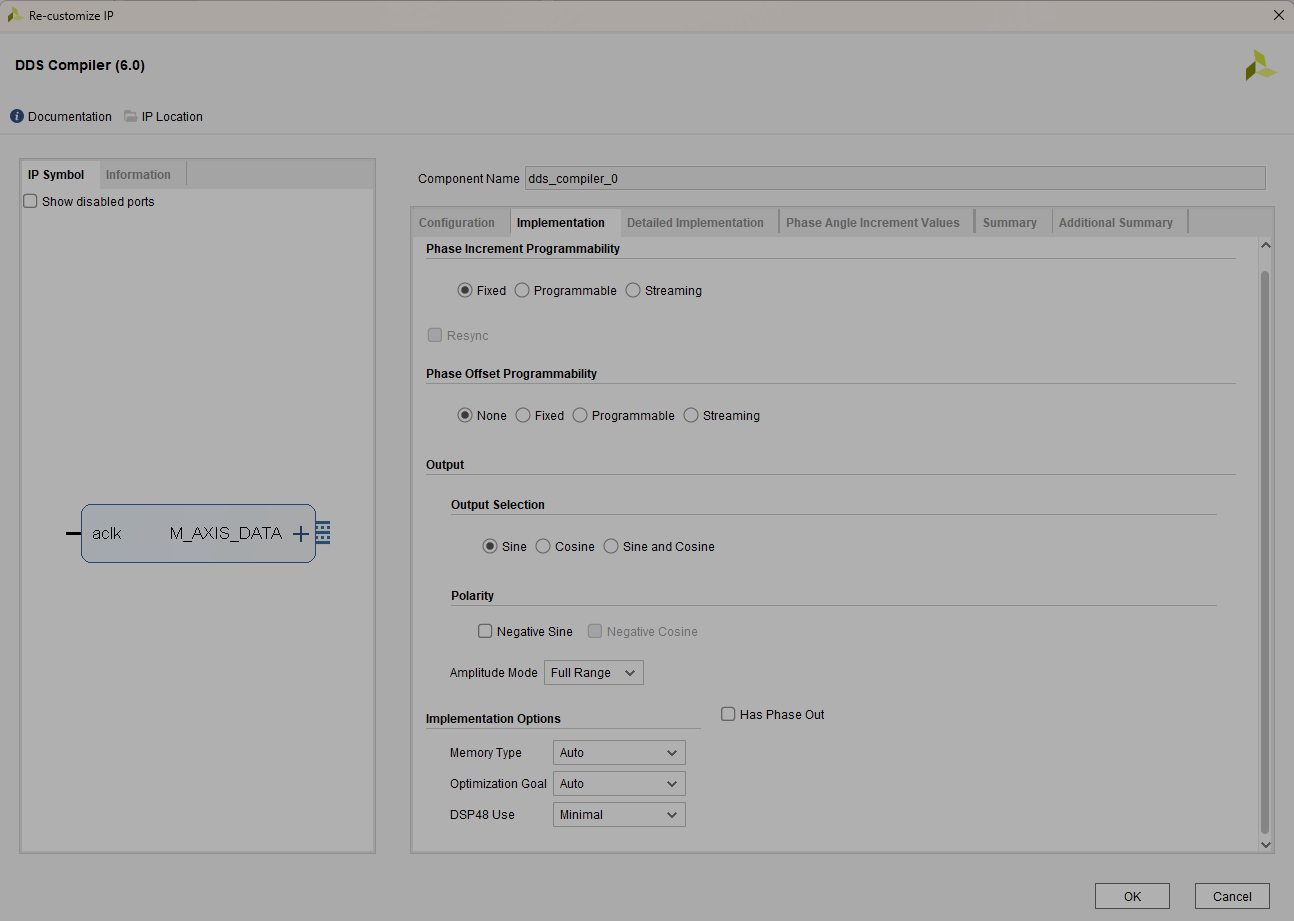 Re-customize IP
DDS Compiler (6.0)
Documentation IP Location
IP Symbol Information
Show disabled ports
aclk M_AXIS_DATA
Component Name dds_compiler_0
Configuration Implementation Detailed Implementation Phase Angle Increment Values Summary Additional Summary
Phase Increment Programmability
Fixed Programmable Streaming
Resync
Phase Offset Programmability
None Fixed Programmable Streaming
Output
Output Selection
Sine Cosine Sine and Cosine
Polarity
Negative Sine Negative Cosine
Amplitude Mode Full Range
Has Phase Out
Implementation Options
Memory Type Auto
Optimization Goal Auto
DSP48 Use Minimal
OK Cancel